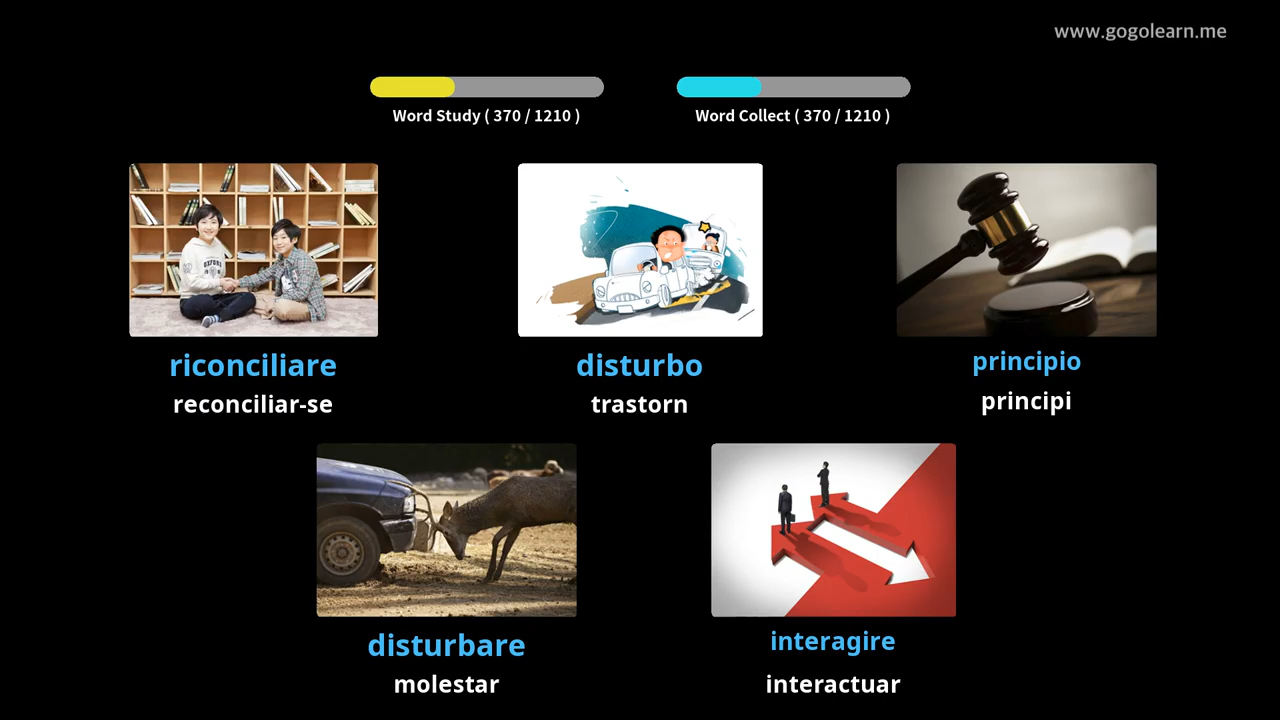 www.gogolearn.me
Word Study ( 370 / 1210 )
Word Collect ( 370 / 1210 )
OXFORD
riconciliare
reconciliar-se
disturbo
trastorn
principio
principi
disturbare
molestar
interagire
interactuar